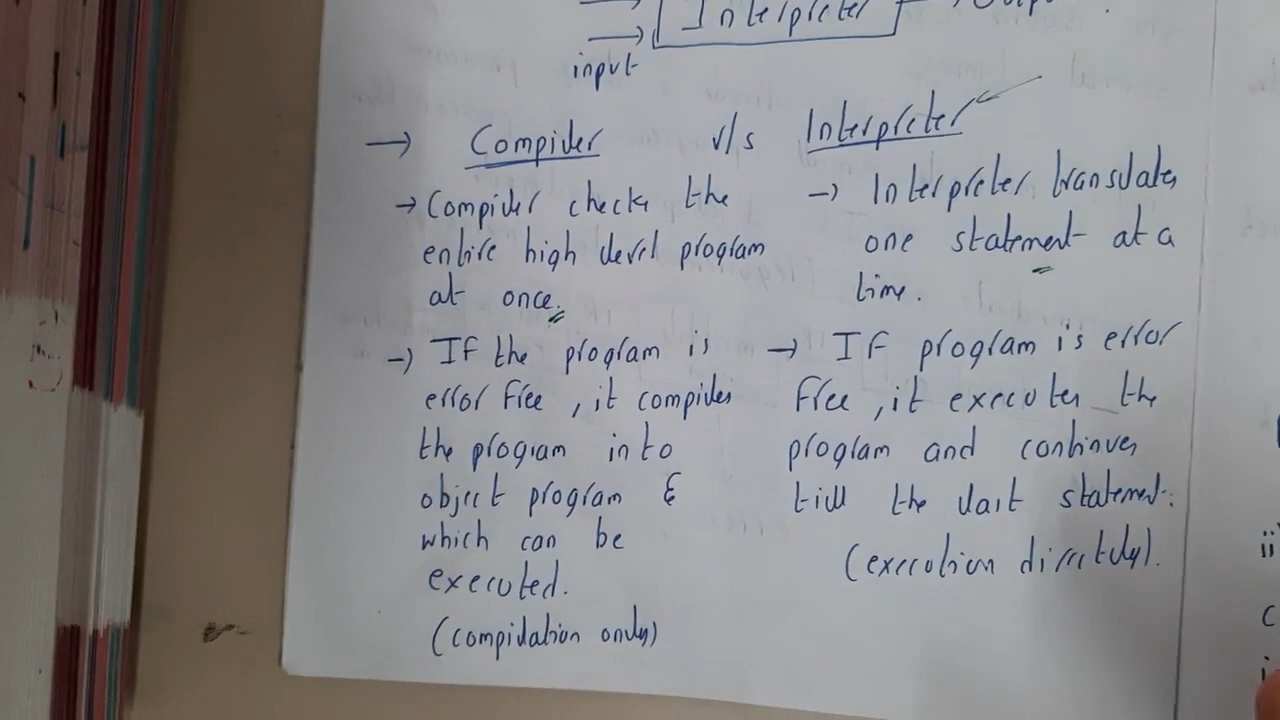 Interpreter
input
→ Compiler v/s Interpreter
→ Compiler checks the
entire high level program
at once.
→ If the program is
error free, it compiles
the program into
object program &
which can be
executed.
(compilation only)
→ Interpreter translates
one statement at a
time.
→ If program is error
free, it executes the
program and continues
till the last statement.
(execution directly).
ii